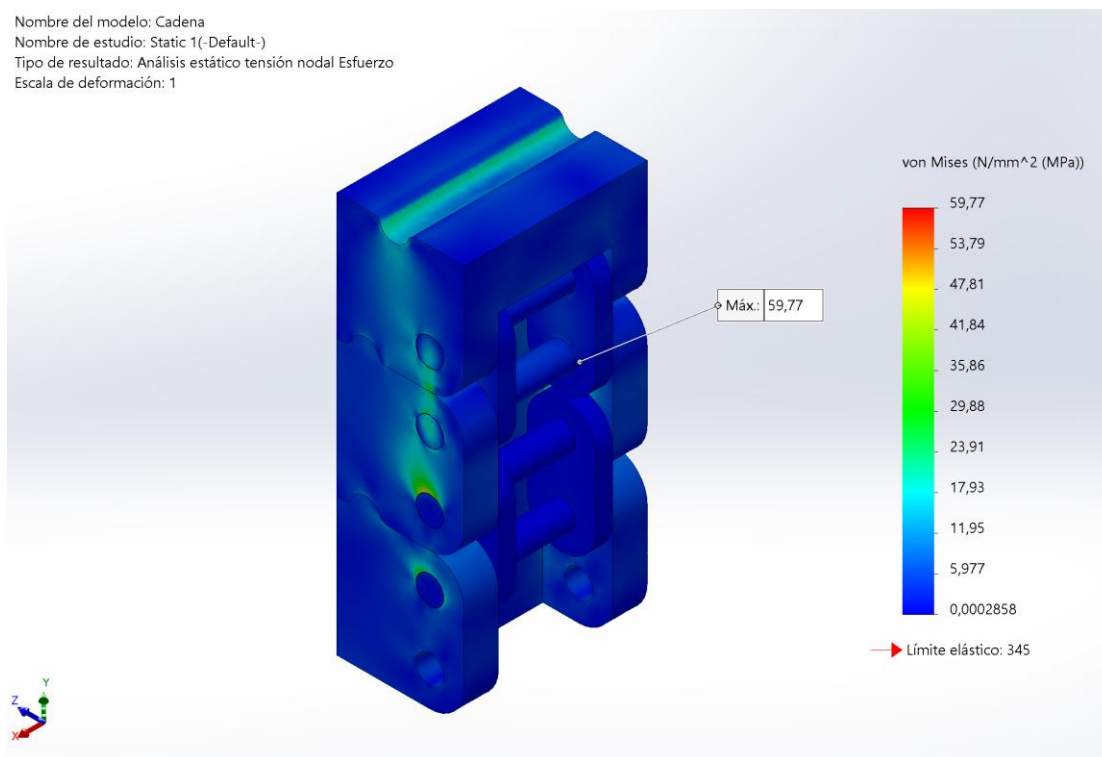 Nombre del modelo: Cadena
Nombre de estudio: Static 1(-Default-)
Tipo de resultado: Análisis estático tensión nodal Esfuerzo
Escala de deformación: 1
von Mises (N/mm^2 (MPa))
59,77
53,79
Máx.: 59,77
47,81
41,84
35,86
29,88
23,91
17,93
11,95
5,977
0,0002858
Límite elástico: 345
Y
Z
X